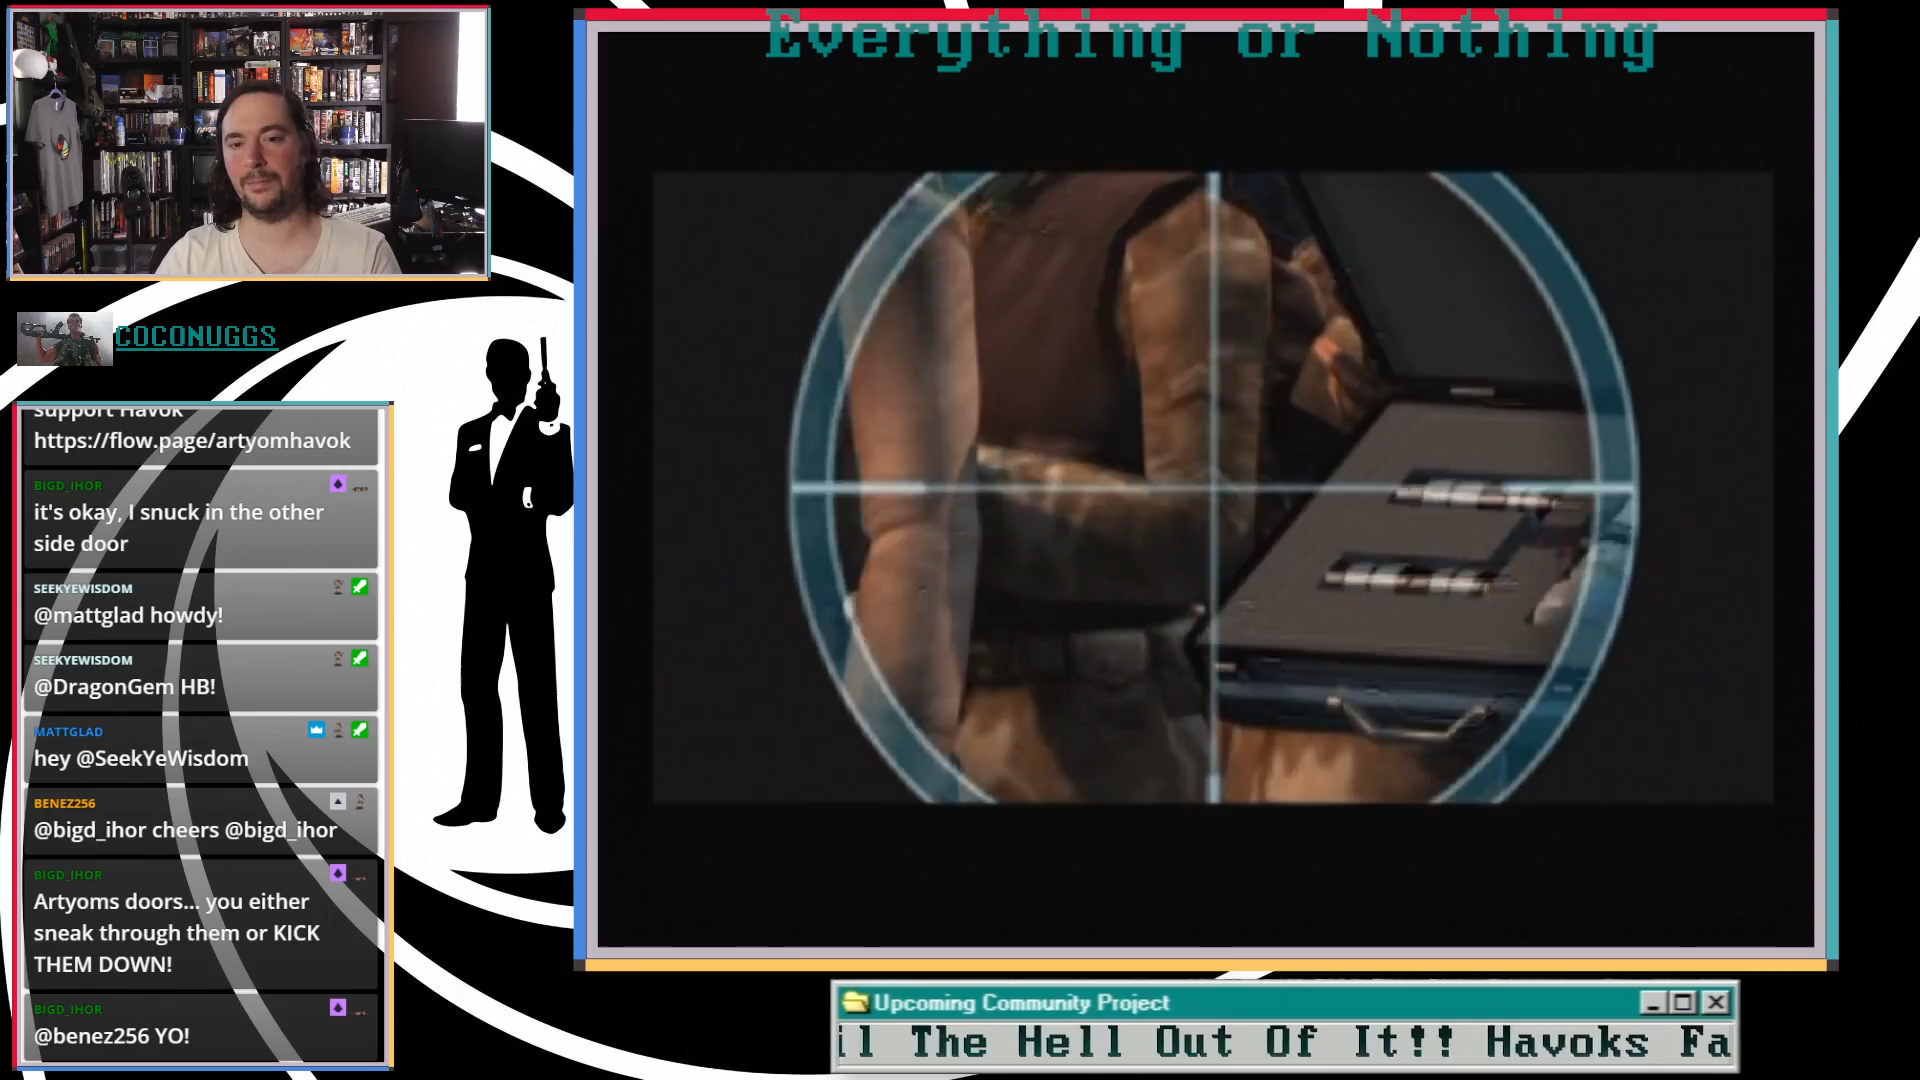 Everything or Nothing
COCONUGGS
support Havok
https://flow.page/artyomhavok
BIGD_IHOR
it's okay, I snuck in the other
side door
SEEKYEWISDOM
@mattglad howdy!
SEEKYEWISDOM
@DragonGem HB!
MATTGLAD
hey @SeekYeWisdom
BENEZ256
@bigd_ihor cheers @bigd_ihor
BIGD_IHOR
Artyoms doors... you either
sneak through them or KICK
THEM DOWN!
BIGD_IHOR
@benez256 YO!
Upcoming Community Project
il The Hell Out Of It!! Havoks Fa